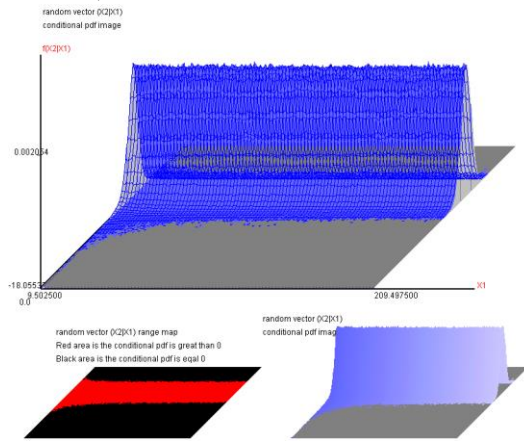 random vector (X2|X1)
conditional pdf image
f(X2|X1)
0.002054
-18.0553
9.502500
0.0
209.497500
X1
random vector (X2|X1) range map
Red area is the conditional pdf is great than 0
Black area is the conditional pdf is eqal 0
random vector (X2|X1)
conditional pdf imag